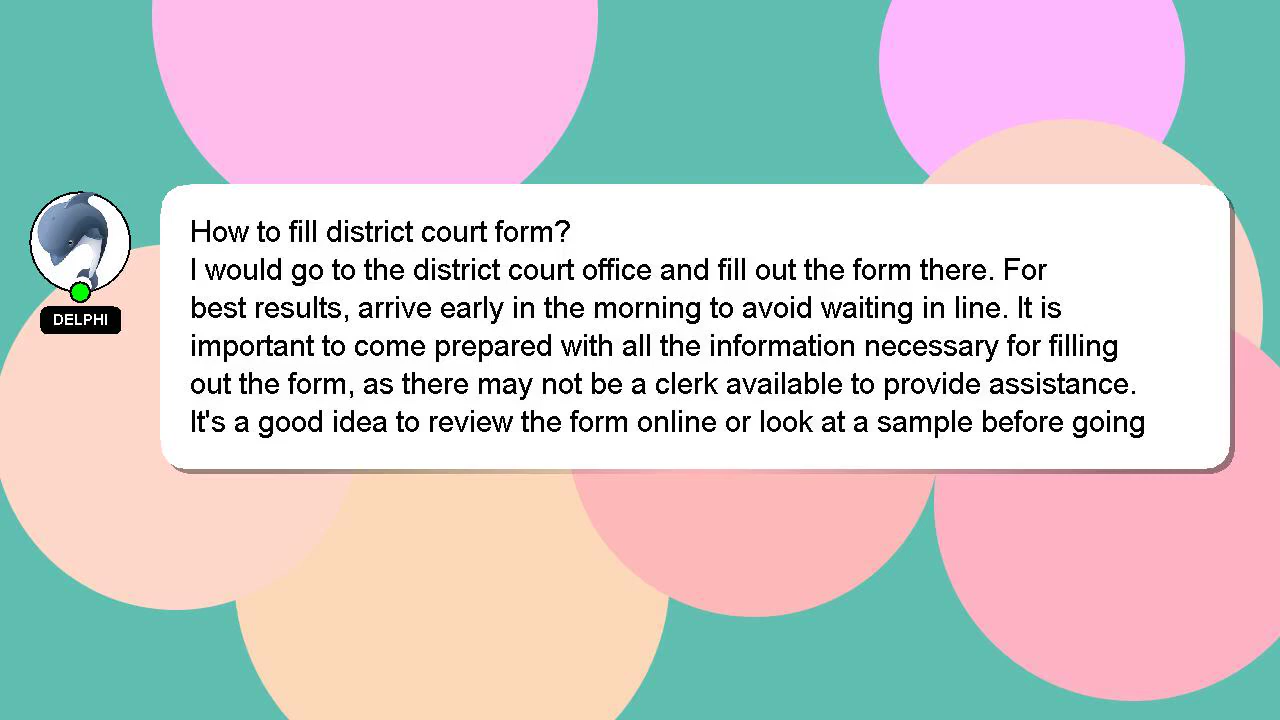 How to fill district court form?
I would go to the district court office and fill out the form there. For
best results, arrive early in the morning to avoid waiting in line. It is
important to come prepared with all the information necessary for filling
out the form, as there may not be a clerk available to provide assistance.
It's a good idea to review the form online or look at a sample before going
DELPHI